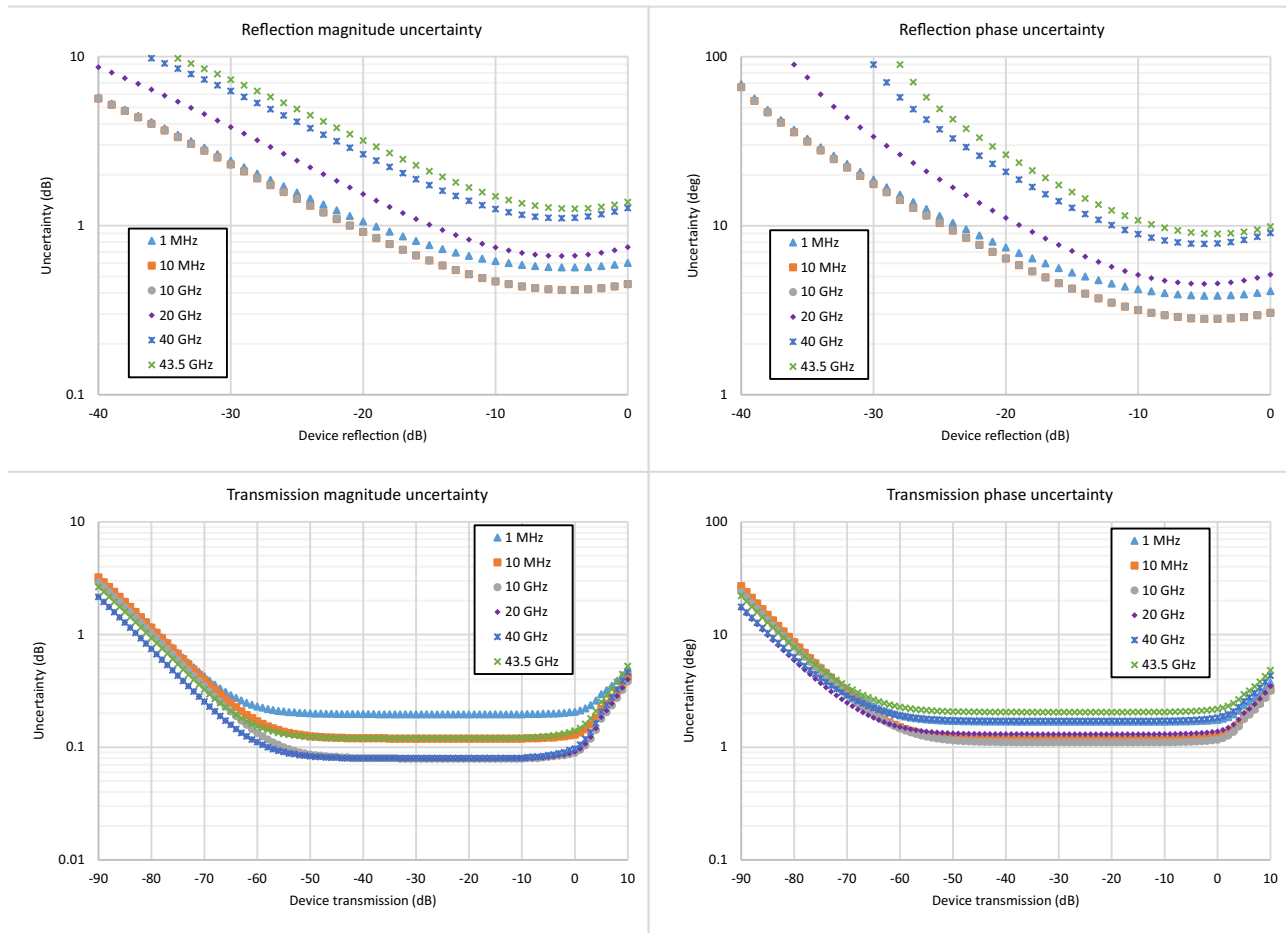 Reflection magnitude uncertainty
10
1
0.1
Uncertainty (dB)
1 MHz
10 MHz
10 GHz
20 GHz
40 GHz
43.5 GHz
-40 -30 -20 -10 0
Device reflection (dB)
Reflection phase uncertainty
100
10
1
Uncertainty (deg)
1 MHz
10 MHz
10 GHz
20 GHz
40 GHz
43.5 GHz
-40 -30 -20 -10 0
Device reflection (dB)
Transmission magnitude uncertainty
10
1
0.1
0.01
Uncertainty (dB)
1 MHz
10 MHz
10 GHz
20 GHz
40 GHz
43.5 GHz
-90 -80 -70 -60 -50 -40 -30 -20 -10 0 10
Device transmission (dB)
Transmission phase uncertainty
100
10
1
0.1
Uncertainty (deg)
1 MHz
10 MHz
10 GHz
20 GHz
40 GHz
43.5 GHz
-90 -80 -70 -60 -50 -40 -30 -20 -10 0 10
Device transmission (dB)